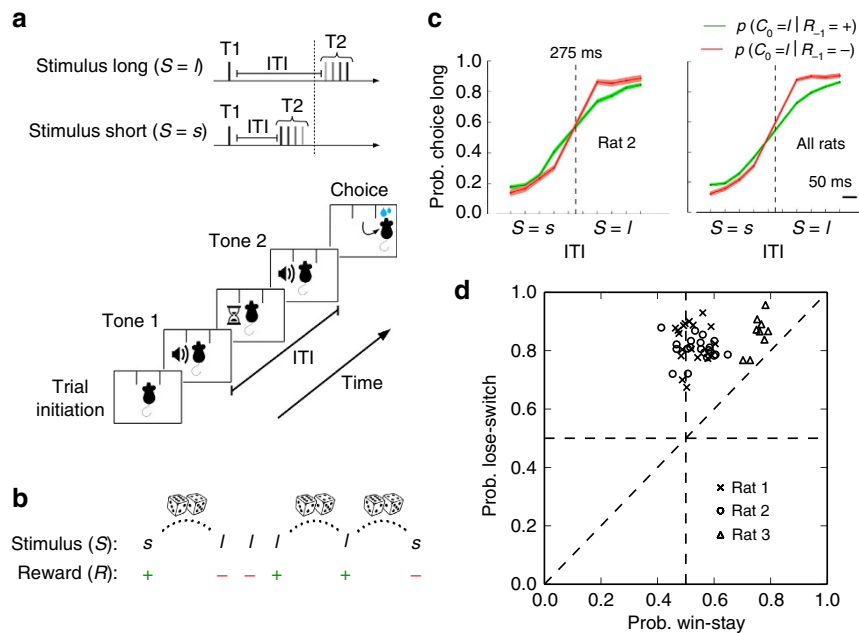 a
T1
ITI
T2
Stimulus long (S = l)
T1
ITI
T2
Stimulus short (S = s)
Choice
Tone 2
Tone 1
ITI
Time
Trial
initiation
b
Stimulus (S): s l l l l s
Reward (R): + – – + + –
c
p (C0 = l | R–1 = +)
p (C0 = l | R–1 = –)
275 ms
Prob. choice long
1.0
0.8
0.6
0.4
0.2
0.0
Rat 2
All rats
50 ms
S = s S = l
ITI
S = s S = l
ITI
d
Prob. lose-switch
1.0
0.8
0.6
0.4
0.2
0.0
Rat 1
Rat 2
Rat 3
0.0 0.2 0.4 0.6 0.8 1.0
Prob. win-stay